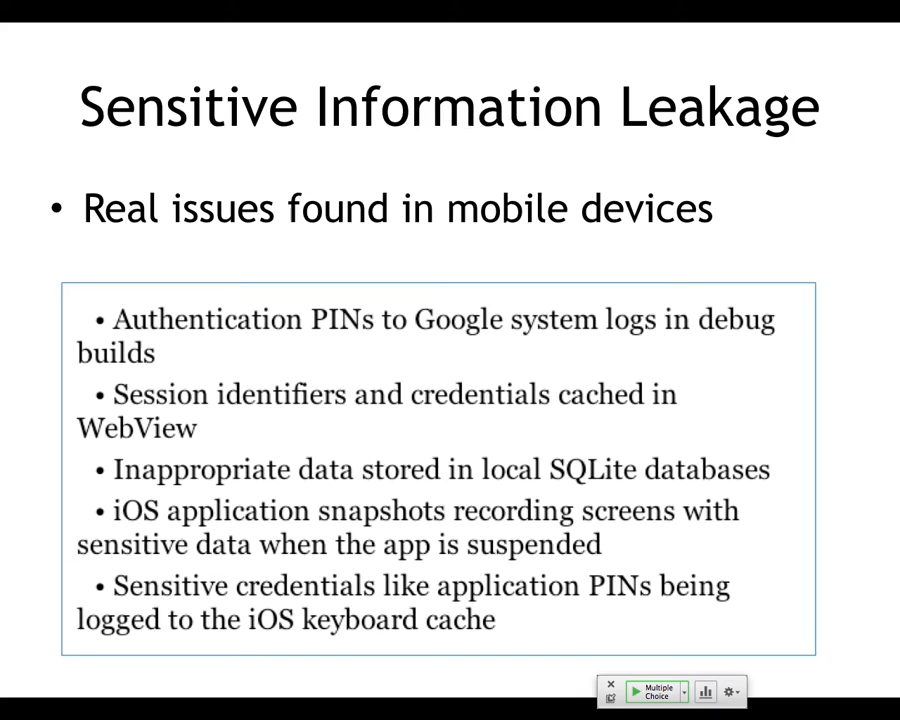 Sensitive Information Leakage
• Real issues found in mobile devices
• Authentication PINs to Google system logs in debug
builds
• Session identifiers and credentials cached in
WebView
• Inappropriate data stored in local SQLite databases
• iOS application snapshots recording screens with
sensitive data when the app is suspended
• Sensitive credentials like application PINs being
logged to the iOS keyboard cache
Multiple
Choice